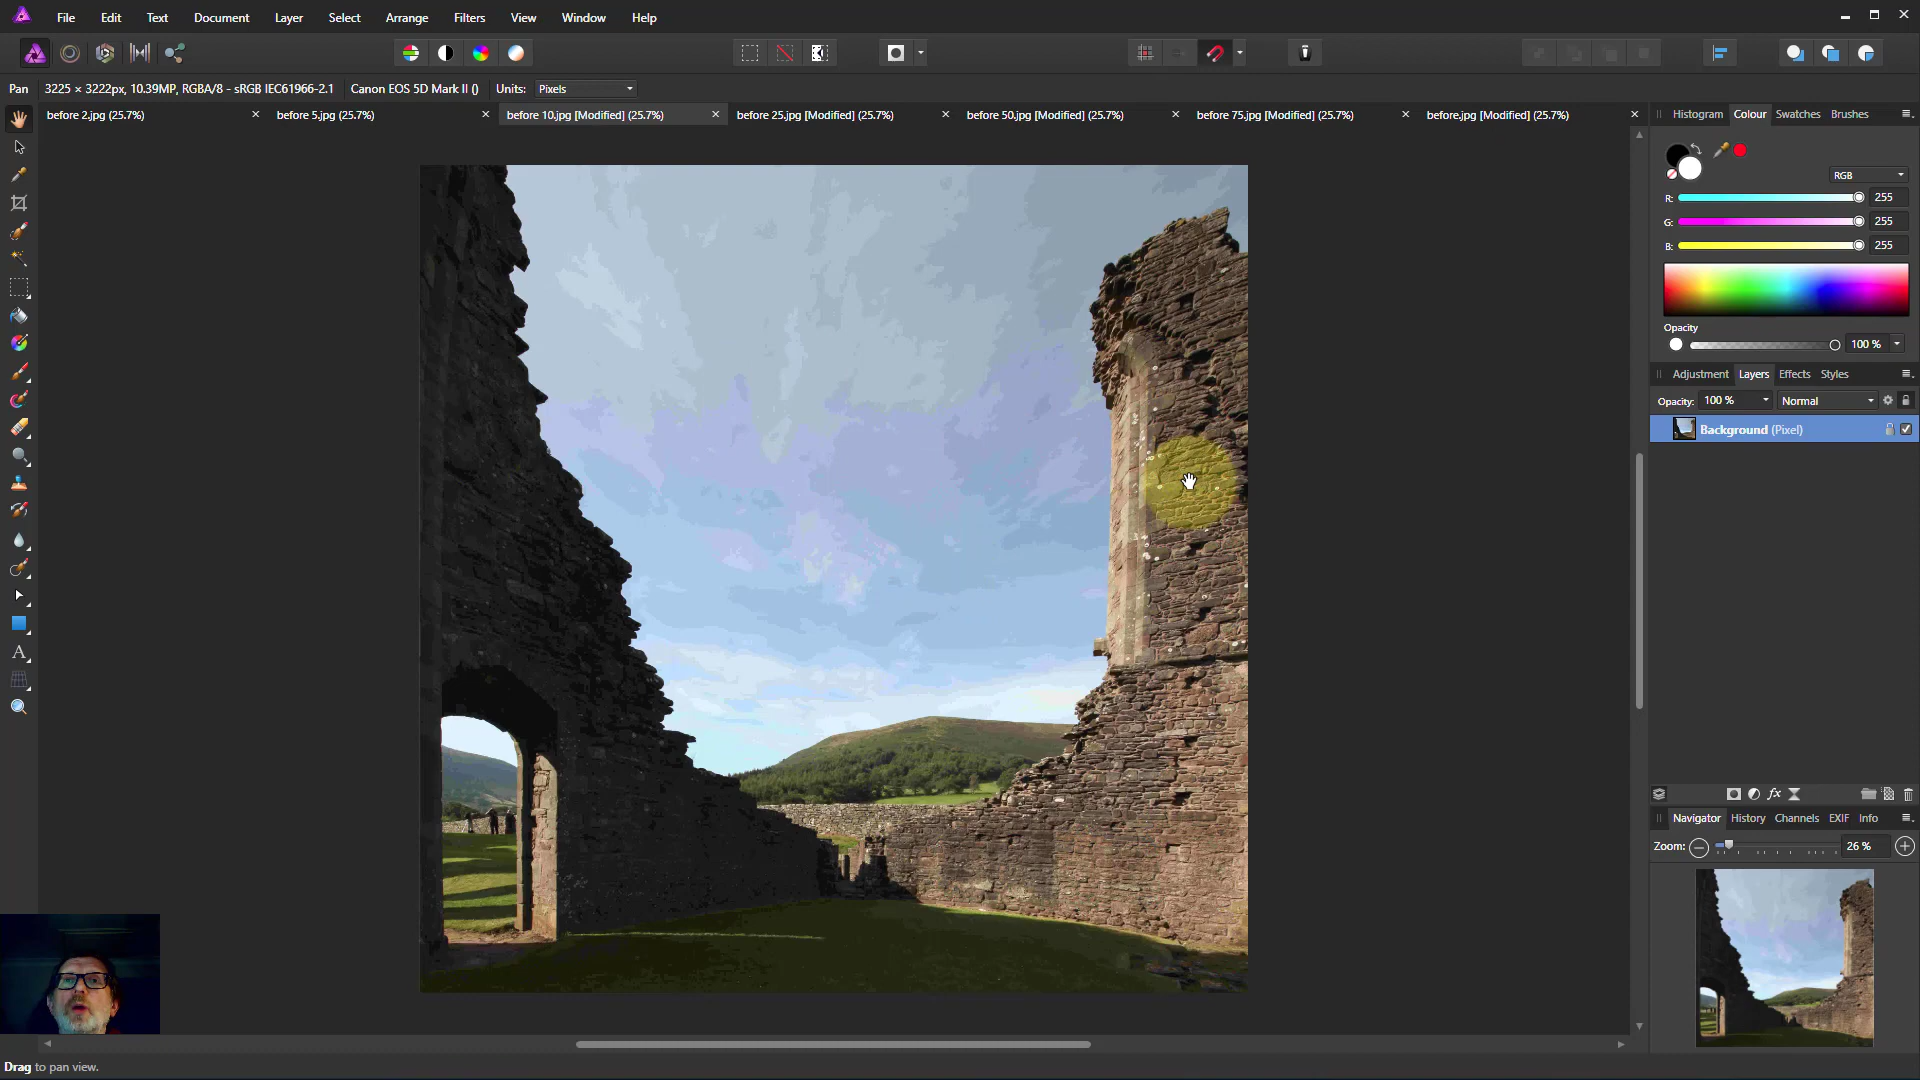 File Edit Text Document Layer Select Arrange Filters View Window Help
Pan 3225 × 3222px, 10.39MP, RGBA/8 - sRGB IEC61966-2.1 Canon EOS 5D Mark II () Units: Pixels
before 2.jpg (25.7%) before 5.jpg (25.7%) before 10.jpg [Modified] (25.7%) before 25.jpg [Modified] (25.7%) before 50.jpg [Modified] (25.7%) before 75.jpg [Modified] (25.7%) before.jpg [Modified] (25.7%)
Histogram Colour Swatches Brushes
RGB
R: 255
G: 255
B: 255
Opacity
100 %
Adjustment Layers Effects Styles
Opacity: 100 % Normal
Background (Pixel)
Navigator History Channels EXIF Info
Zoom: 26 %
Drag to pan view.